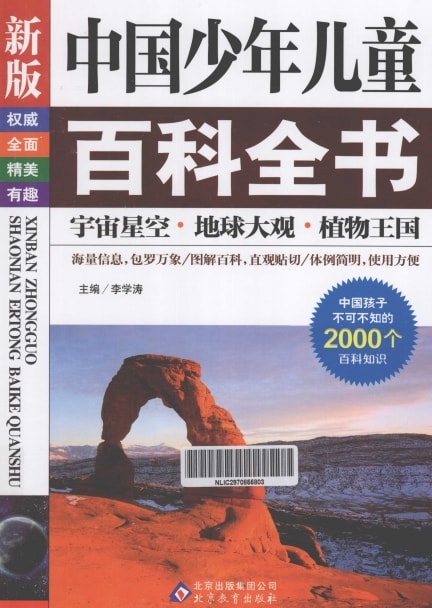 新版
中国少年儿童
百科全书
权威
全面
精美
有趣
宇宙星空·地球大观·植物王国
海量信息,包罗万象/图解百科,直观贴切/体例简明,使用方便
主编/李学涛
中国孩子
不可不知的
2000个
百科知识
XINBAN ZHONGGUO
SHAONIAN ERTONG BAIKE QUANSHU
NLIC2970865803
北京出版集团公司
北京教育出版社